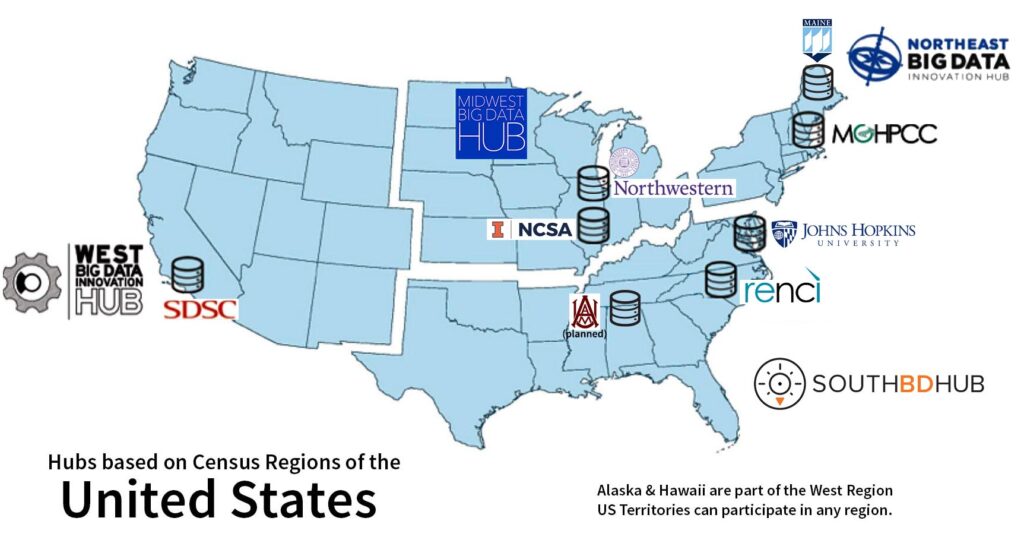 MAINE
NORTHEAST
BIG DATA
INNOVATION HUB
MIDWEST
BIG DATA
HUB
MGHPCC
Northwestern
I NCSA
JOHNS HOPKINS
UNIVERSITY
WEST
BIG DATA
INNOVATION
HUB
SDSC
renci
AM
(planned)
SOUTHBDHUB
Hubs based on Census Regions of the
United States
Alaska & Hawaii are part of the West Region
US Territories can participate in any region.